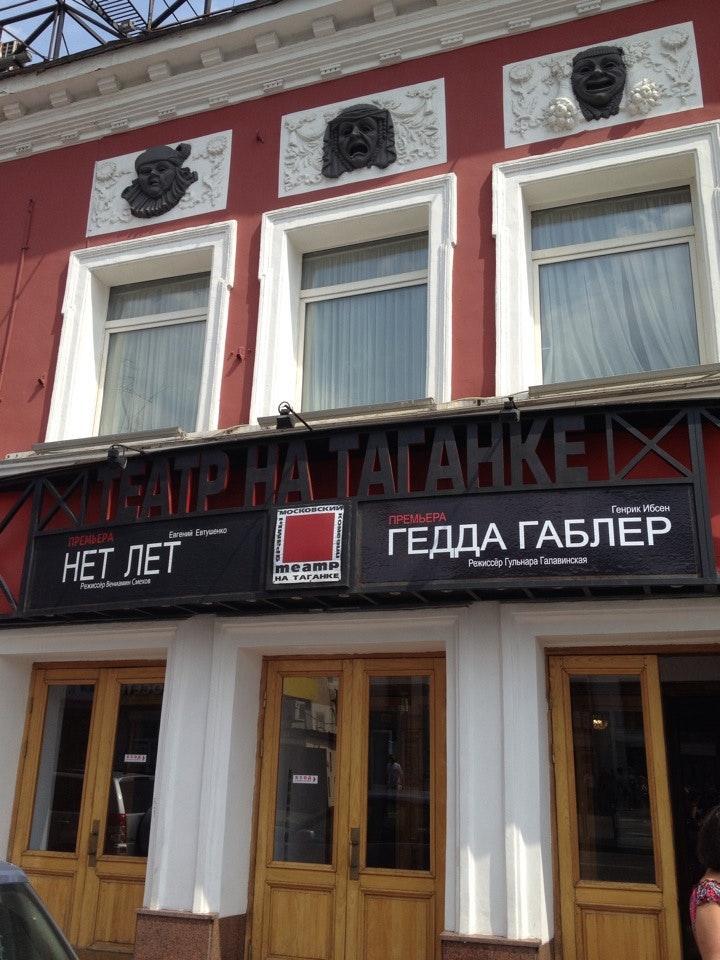 ТЕАТР НА ТАГАНКЕ
ПРЕМЬЕРА
Евгений Евтушенко
НЕТ ЛЕТ
Режиссёр Вениамин Смехов
МОСКОВСКИЙ
ДРАМЫ
КОМЕДИИ
театр
НА ТАГАНКЕ
ПРЕМЬЕРА
Генрик Ибсен
ГЕДДА ГАБЛЕР
Режиссёр Гульнара Галавинская
ВХОД